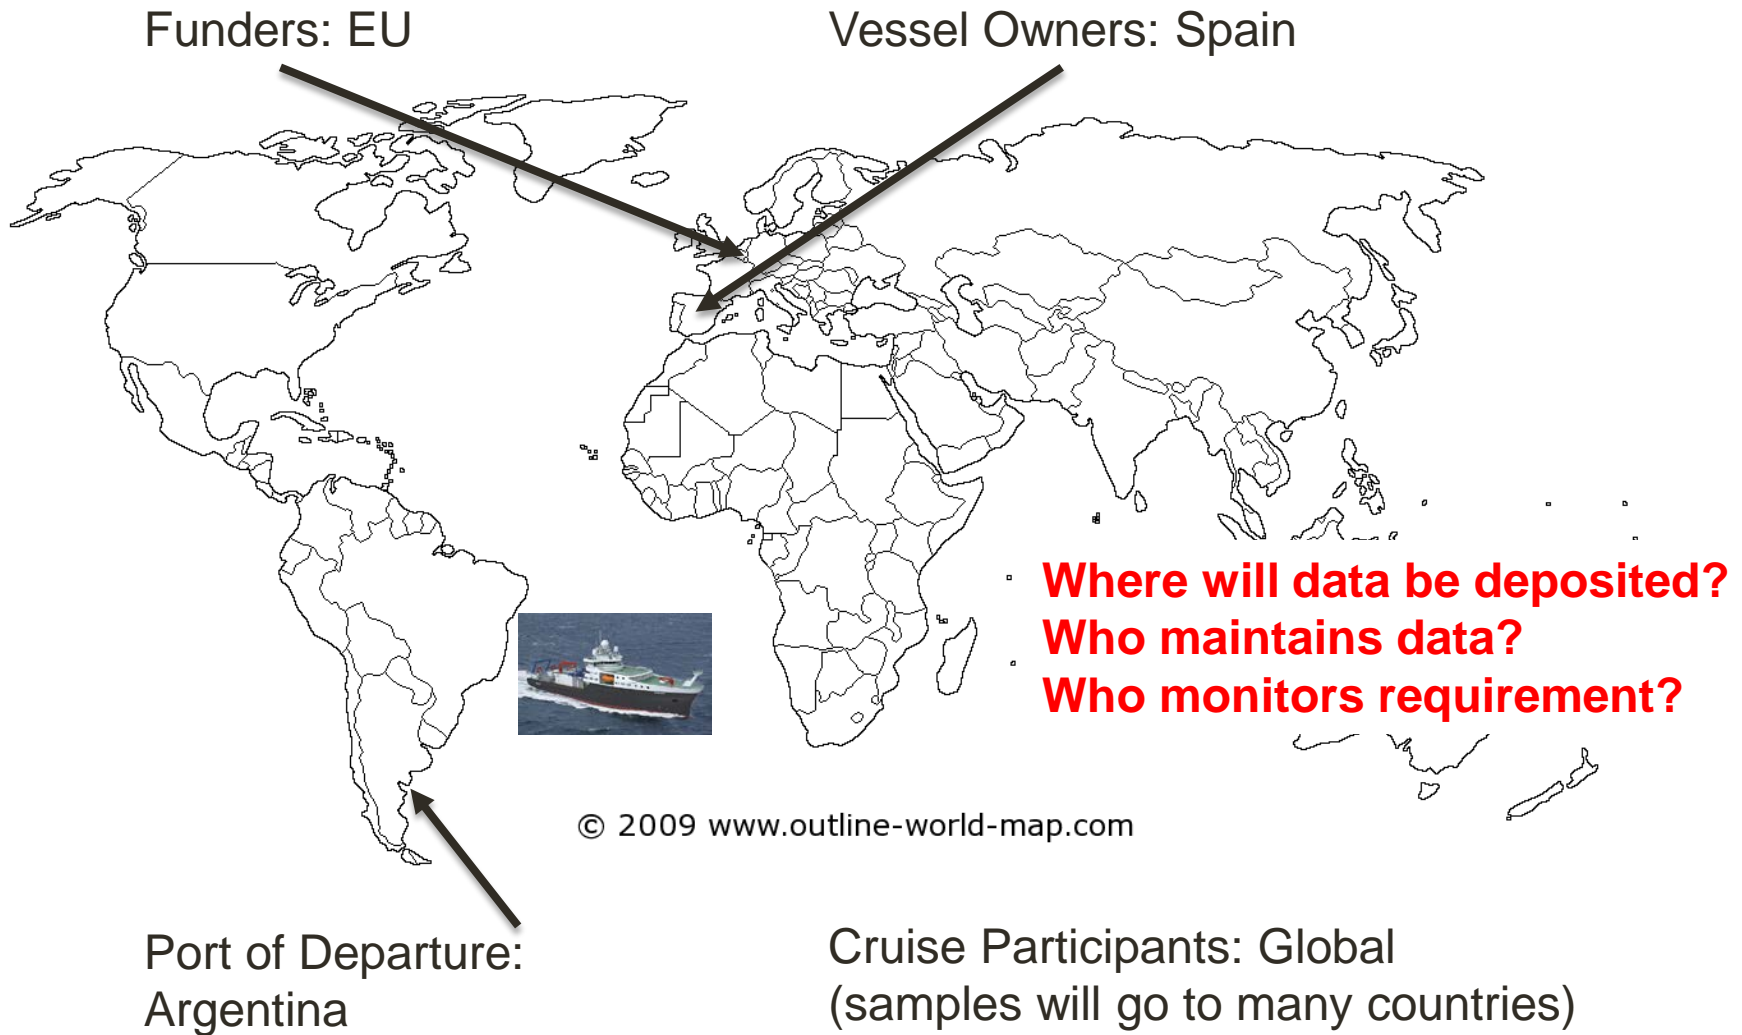 Funders: EU
Vessel Owners: Spain
Where will data be deposited?
Who maintains data?
Who monitors requirement?
© 2009 www.outline-world-map.com
Port of Departure:
Argentina
Cruise Participants: Global
(samples will go to many countries)